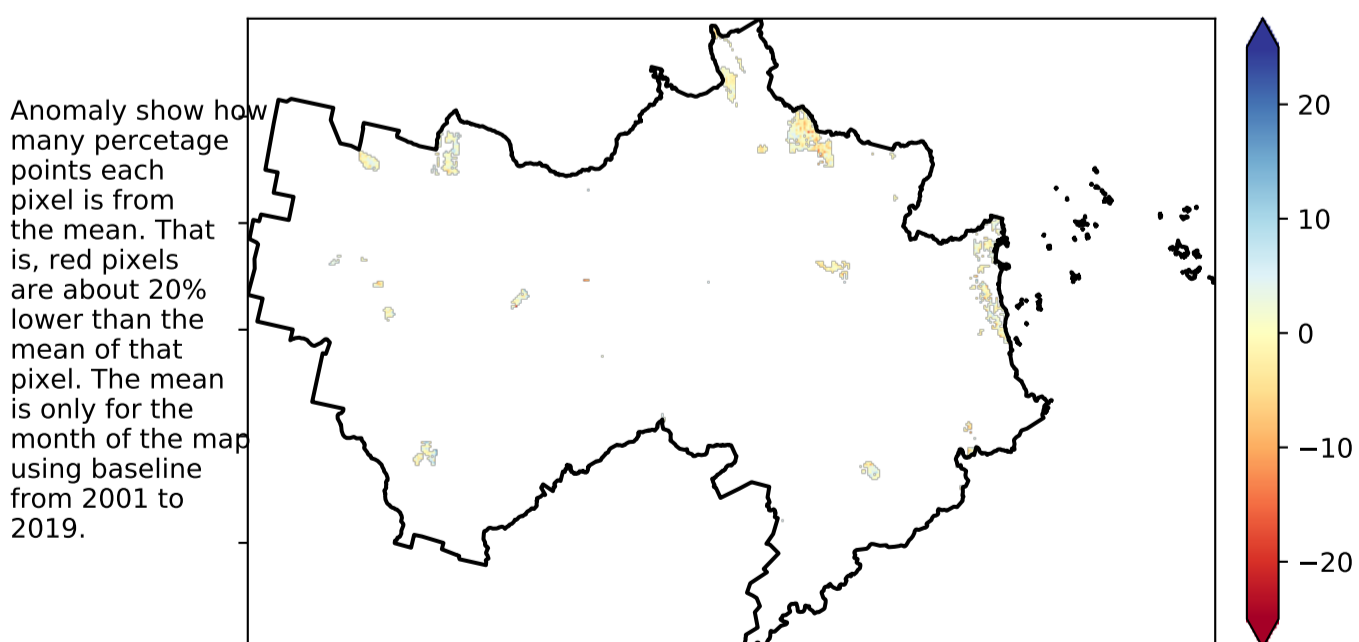 Anomaly show how
many percetage
points each
pixel is from
the mean. That
is, red pixels
are about 20%
lower than the
mean of that
pixel. The mean
is only for the
month of the map
using baseline
from 2001 to
2019.
20
10
0
−10
−20